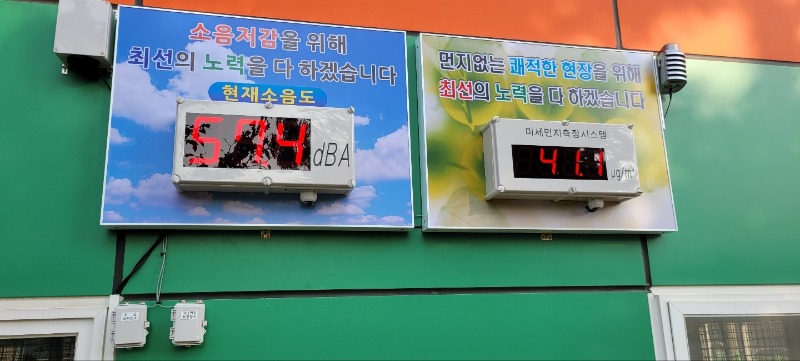 소음저감을 위해
최선의 노력을 다 하겠습니다
현재소음도
57.4 dBA
먼지없는 쾌적한 현장을 위해
최선의 노력을 다 하겠습니다
미세먼지측정시스템
41.1 µg/m³